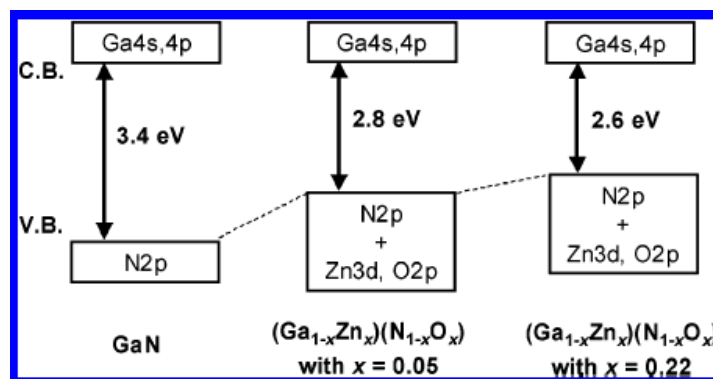 Ga4s,4p Ga4s,4p Ga4s,4p
C.B.
3.4 eV 2.8 eV 2.6 eV
V.B.
N2p
N2p
+
Zn3d, O2p
N2p
+
Zn3d, O2p
GaN
(Ga₁₋ₓZnₓ)(N₁₋ₓOₓ)
with x = 0.05
(Ga₁₋ₓZnₓ)(N₁₋ₓOₓ)
with x = 0.22